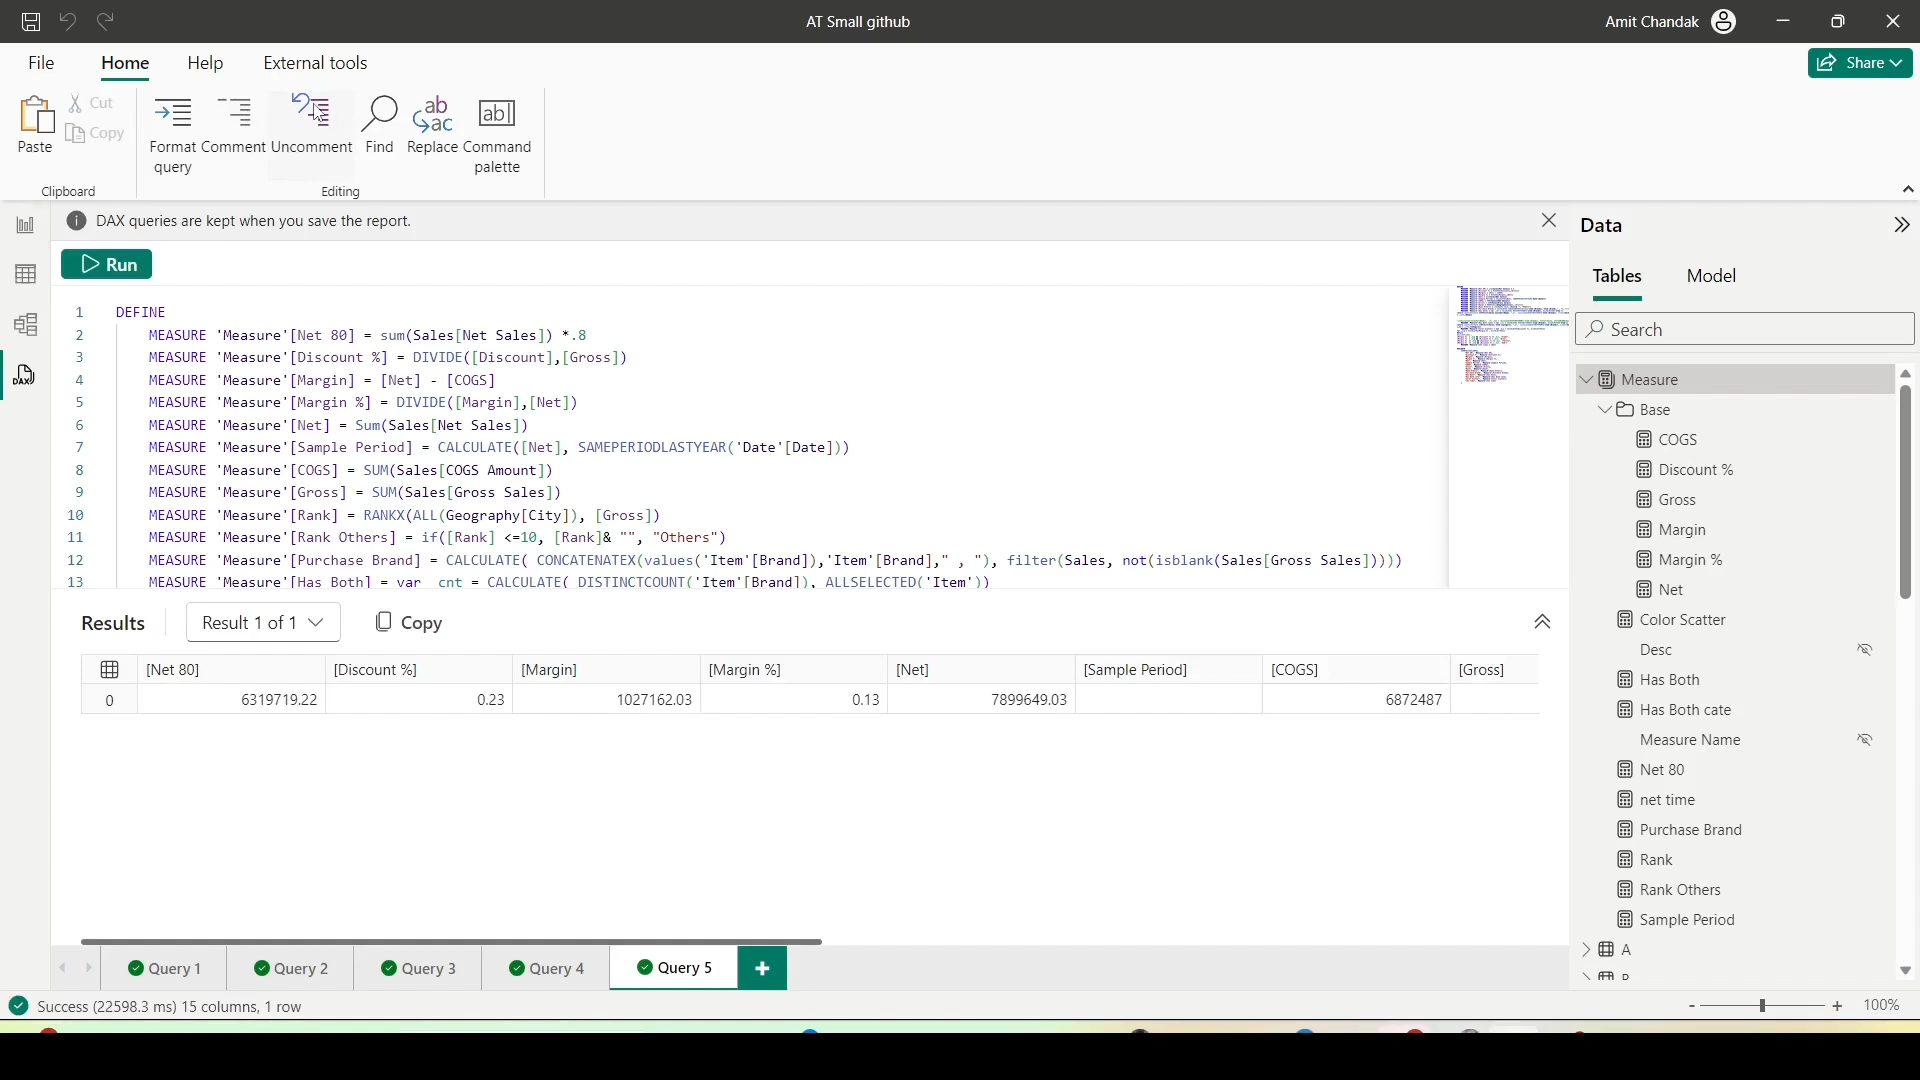 AT Small github
Amit Chandak
File
Home
Help
External tools
Share
Paste
Cut
Copy
Clipboard
Format query
Comment
Uncomment
Find
Replace
Command palette
Editing
DAX queries are kept when you save the report.
Run
1 DEFINE
2 MEASURE 'Measure'[Net 80] = sum(Sales[Net Sales]) *.8
3 MEASURE 'Measure'[Discount %] = DIVIDE([Discount],[Gross])
4 MEASURE 'Measure'[Margin] = [Net] - [COGS]
5 MEASURE 'Measure'[Margin %] = DIVIDE([Margin],[Net])
6 MEASURE 'Measure'[Net] = Sum(Sales[Net Sales])
7 MEASURE 'Measure'[Sample Period] = CALCULATE([Net], SAMEPERIODLASTYEAR('Date'[Date]))
8 MEASURE 'Measure'[COGS] = SUM(Sales[COGS Amount])
9 MEASURE 'Measure'[Gross] = SUM(Sales[Gross Sales])
10 MEASURE 'Measure'[Rank] = RANKX(ALL(Geography[City]), [Gross])
11 MEASURE 'Measure'[Rank Others] = if([Rank] <=10, [Rank]& "", "Others")
12 MEASURE 'Measure'[Purchase Brand] = CALCULATE( CONCATENATEX(values('Item'[Brand]),'Item'[Brand]," , "), filter(Sales, not(isblank(Sales[Gross Sales]))))
13 MEASURE 'Measure'[Has Both] = var _cnt = CALCULATE( DISTINCTCOUNT('Item'[Brand]), ALLSELECTED('Item'))
Results
Result 1 of 1
Copy
[Net 80] [Discount %] [Margin] [Margin %] [Net] [Sample Period] [COGS] [Gross]
0 6319719.22 0.23 1027162.03 0.13 7899649.03 6872487
Query 1
Query 2
Query 3
Query 4
Query 5
+
Success (22598.3 ms) 15 columns, 1 row
- + 100%
Data
Tables
Model
Search
Measure
Base
COGS
Discount %
Gross
Margin
Margin %
Net
Color Scatter
Desc
Has Both
Has Both cate
Measure Name
Net 80
net time
Purchase Brand
Rank
Rank Others
Sample Period
A